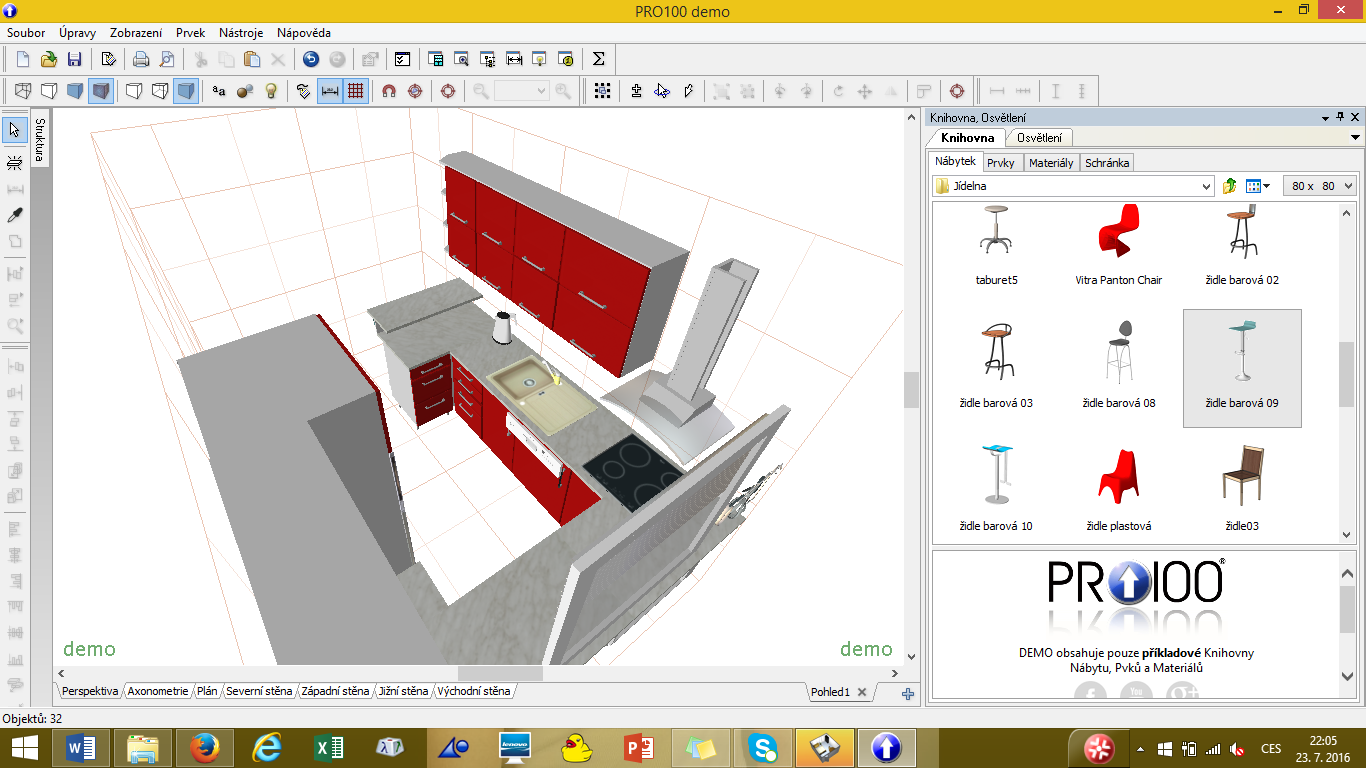 PRO100 demo
Soubor Úpravy Zobrazení Prvek Nástroje Nápověda
Struktura
Knihovna, Osvětlení
Knihovna Osvětlení
Nábytek Prvky Materiály Schránka
Jídelna
80 x 80
taburet5 Vitra Panton Chair židle barová 02
židle barová 03 židle barová 08 židle barová 09
židle barová 10 židle plastová židle03
PRO100®
DEMO obsahuje pouze příkladové Knihovny
Nábytu, Pvků a Materiálů
demo demo
Perspektiva Axonometrie Plán Severní stěna Západní stěna Jižní stěna Východní stěna Pohled1
Objektů: 32
CES
22:05
23. 7. 2016